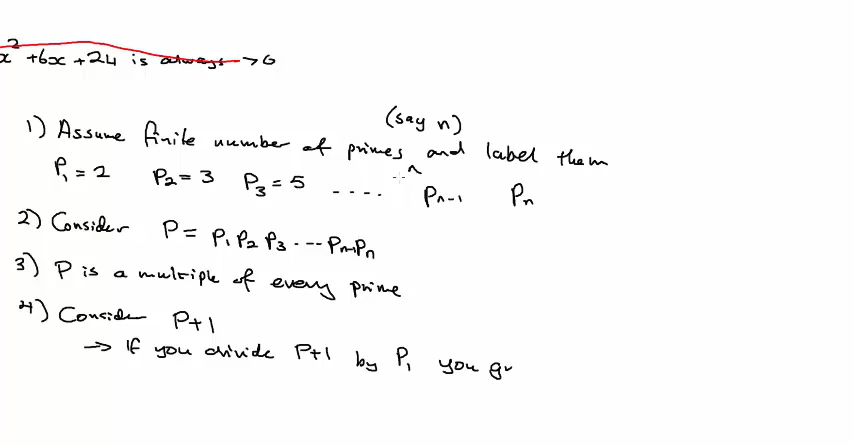 x² + 6x + 24 is always > 0
(say n)
1) Assume finite number of primes ^ and label them
P₁ = 2 P₂ = 3 P₃ = 5 .... Pₙ₋₁ Pₙ
2) Consider P = P₁ P₂ P₃ ... Pₙ₋₁Pₙ
3) P is a multiple of every prime
4) Consider P+1
→ If you divide P+1 by P₁ you